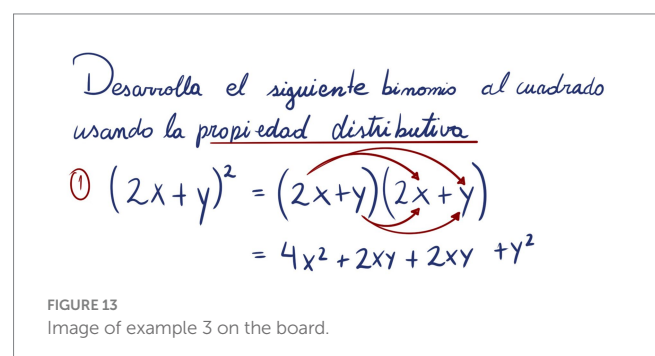 Desarrolla el siguiente binomio al cuadrado
usando la propiedad distributiva
① (2x+y)² = (2x+y)(2x+y)
= 4x² + 2xy + 2xy + y²
FIGURE 13
Image of example 3 on the board.